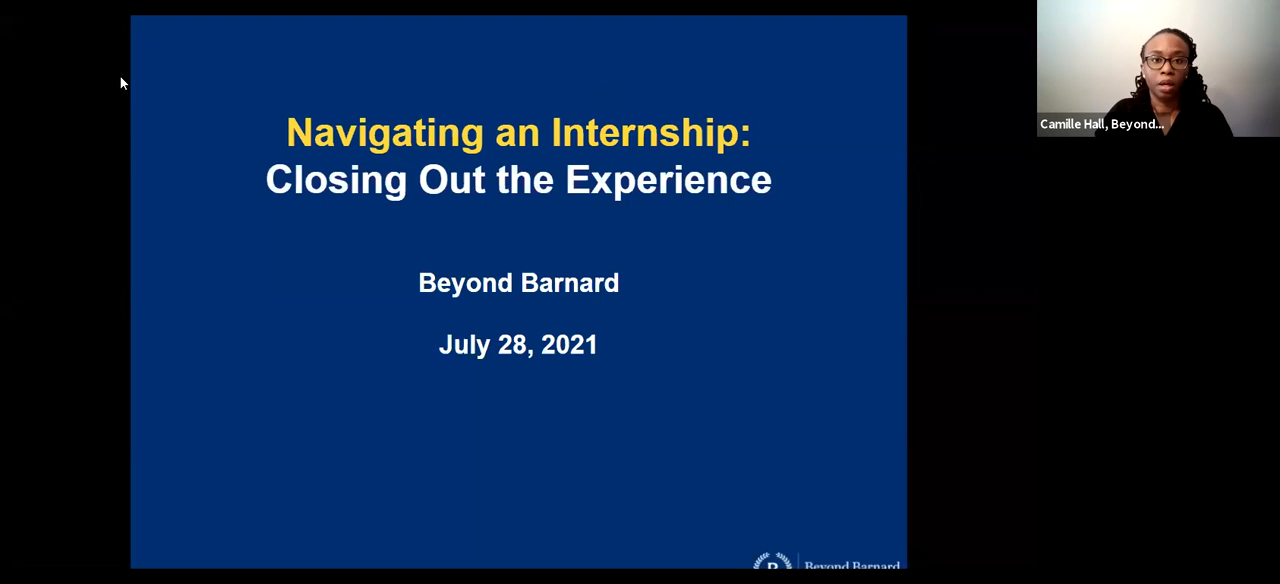 Navigating an Internship:
Closing Out the Experience
Beyond Barnard
July 28, 2021
Camille Hall, Beyond...
B
Beyond Barnard